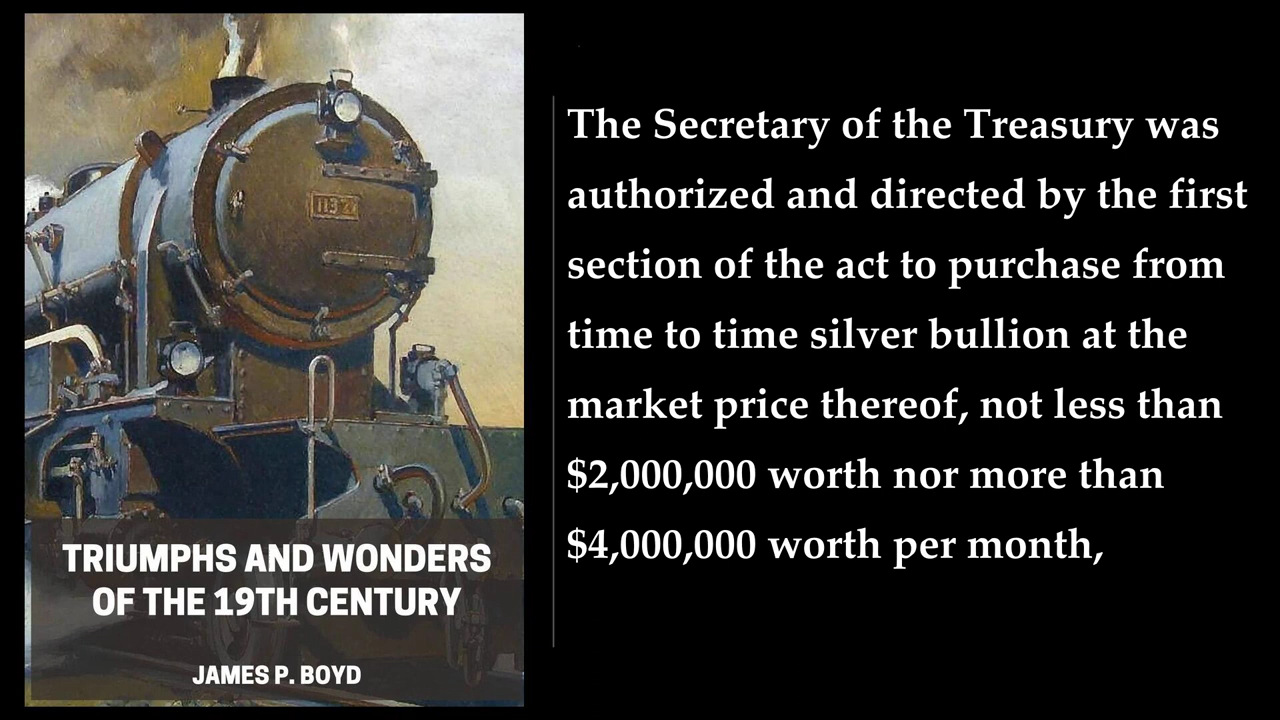 TRIUMPHS AND WONDERS
OF THE 19TH CENTURY
JAMES P. BOYD
The Secretary of the Treasury was
authorized and directed by the first
section of the act to purchase from
time to time silver bullion at the
market price thereof, not less than
$2,000,000 worth nor more than
$4,000,000 worth per month,